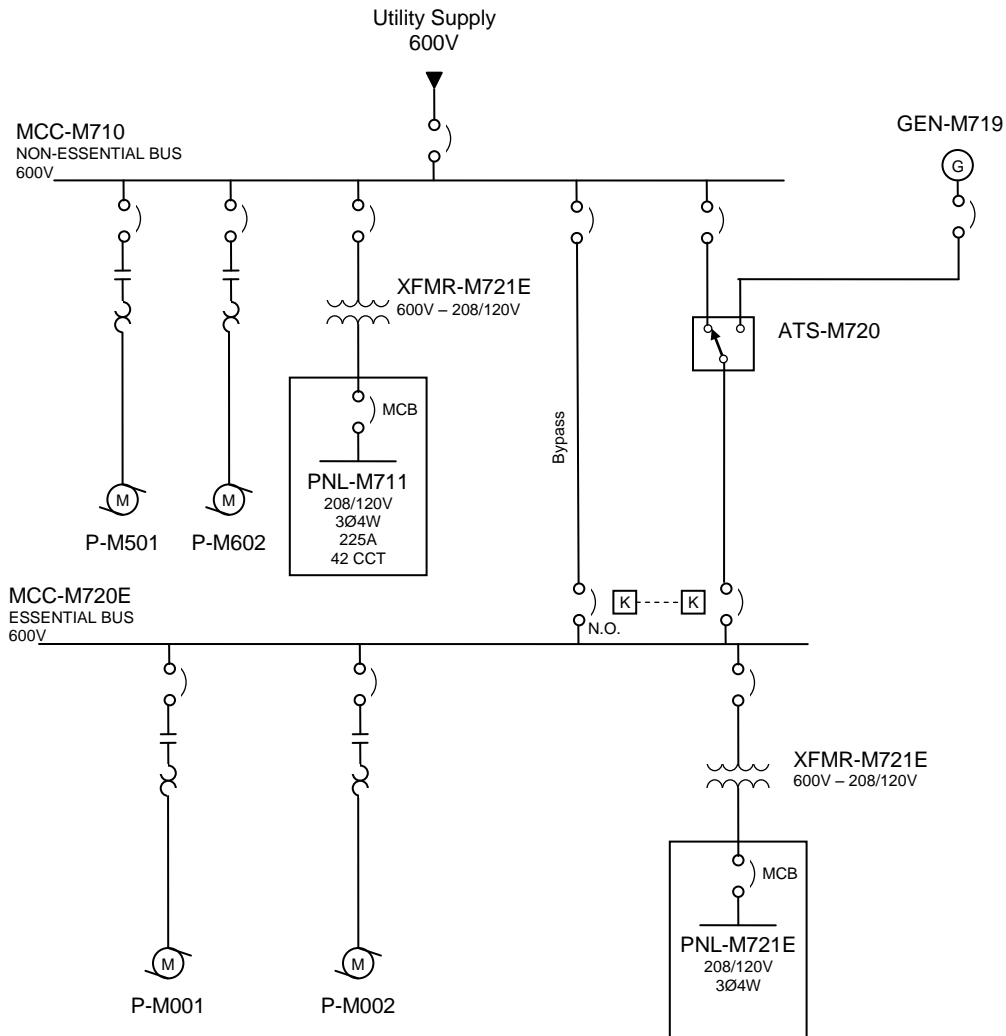 Utility Supply
600V
MCC-M710
NON-ESSENTIAL BUS
600V
GEN-M719
G
XFMR-M721E
600V – 208/120V
ATS-M720
MCB
Bypass
PNL-M711
208/120V
3Ø4W
225A
42 CCT
M
M
P-M501
P-M602
MCC-M720E
ESSENTIAL BUS
600V
K
K
N.O.
XFMR-M721E
600V – 208/120V
MCB
PNL-M721E
208/120V
3Ø4W
M
M
P-M001
P-M002